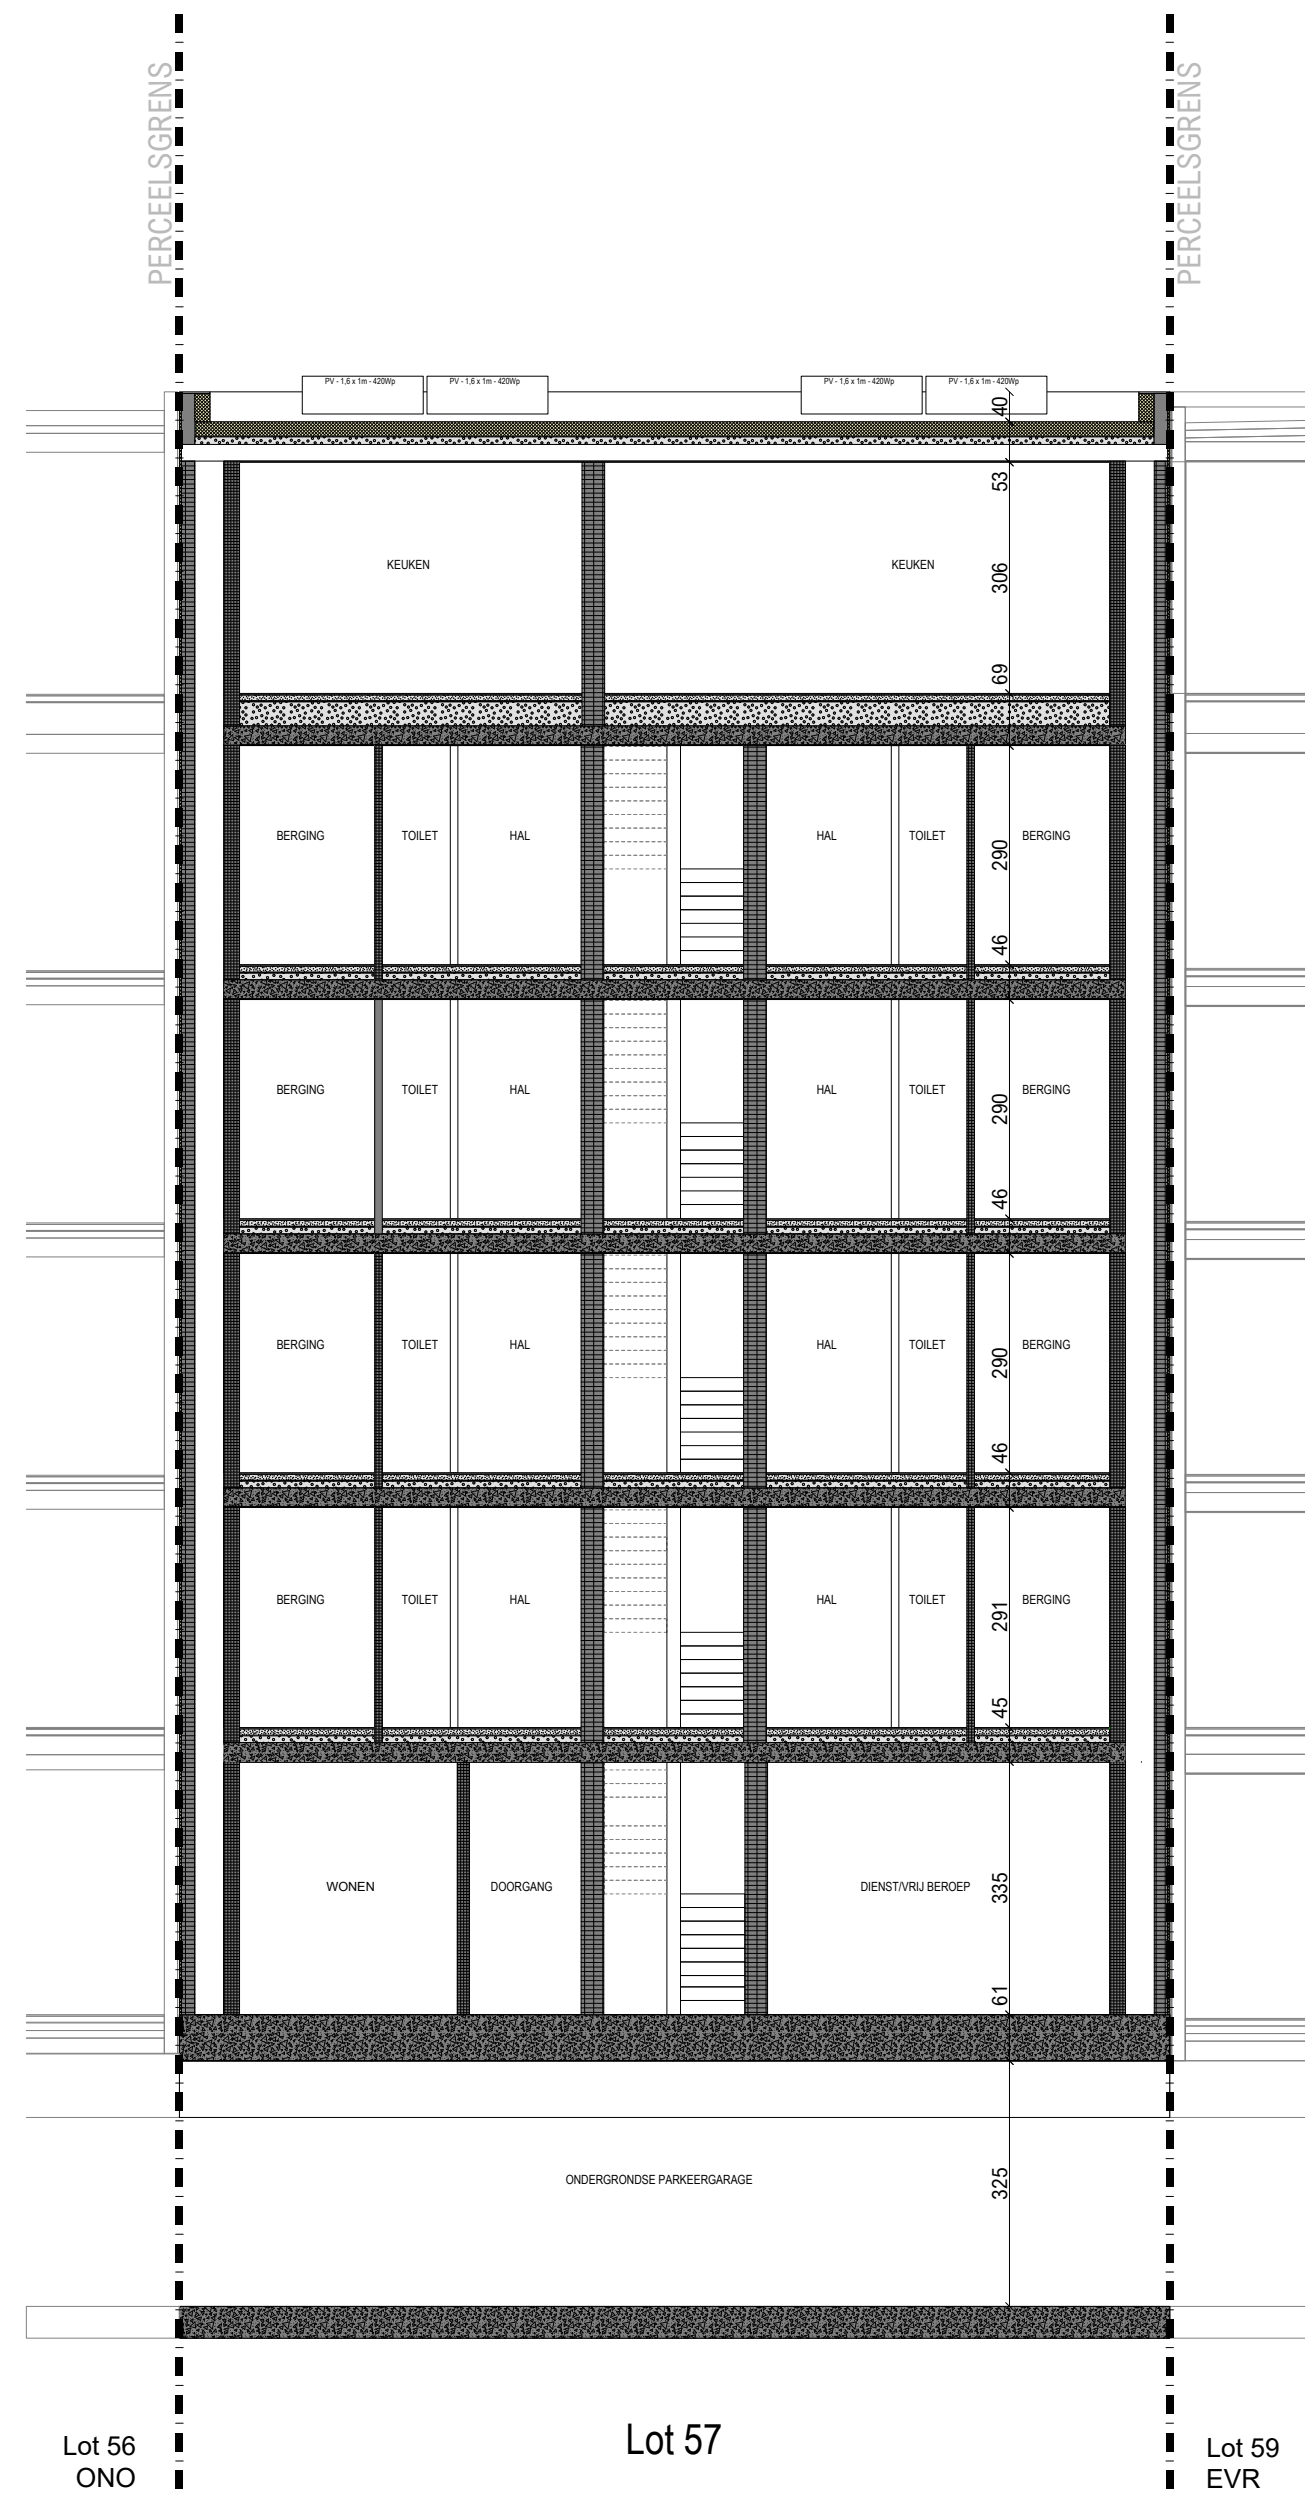 PERCEELSGRENS
PERCEELSGRENS
PV - 1,6 x 1m - 420Wp
PV - 1,6 x 1m - 420Wp
PV - 1,6 x 1m - 420Wp
PV - 1,6 x 1m - 420Wp
40
53
KEUKEN
KEUKEN
306
69
BERGING
TOILET
HAL
HAL
TOILET
BERGING
290
46
BERGING
TOILET
HAL
HAL
TOILET
BERGING
290
46
BERGING
TOILET
HAL
HAL
TOILET
BERGING
290
46
BERGING
TOILET
HAL
HAL
TOILET
BERGING
291
45
WONEN
DOORGANG
DIENST/VRIJ BEROEP
335
61
ONDERGRONDSE PARKEERGARAGE
325
Lot 56
ONO
Lot 57
Lot 59
EVR